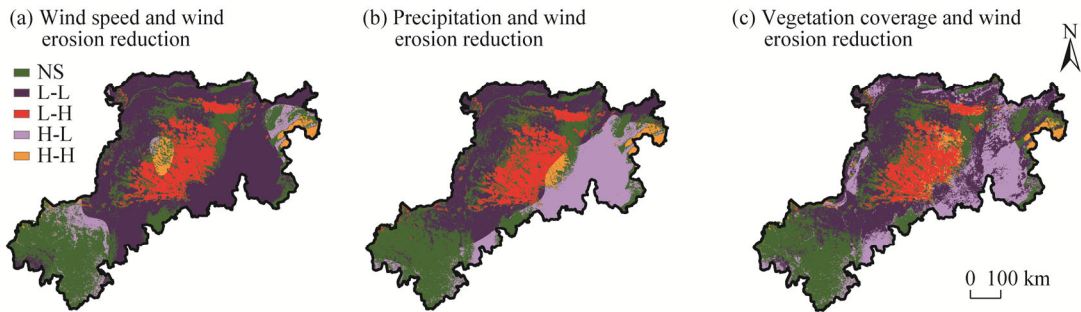 (a) Wind speed and wind
erosion reduction
(b) Precipitation and wind
erosion reduction
(c) Vegetation coverage and wind
erosion reduction
N
NS
L-L
L-H
H-L
H-H
0 100 km